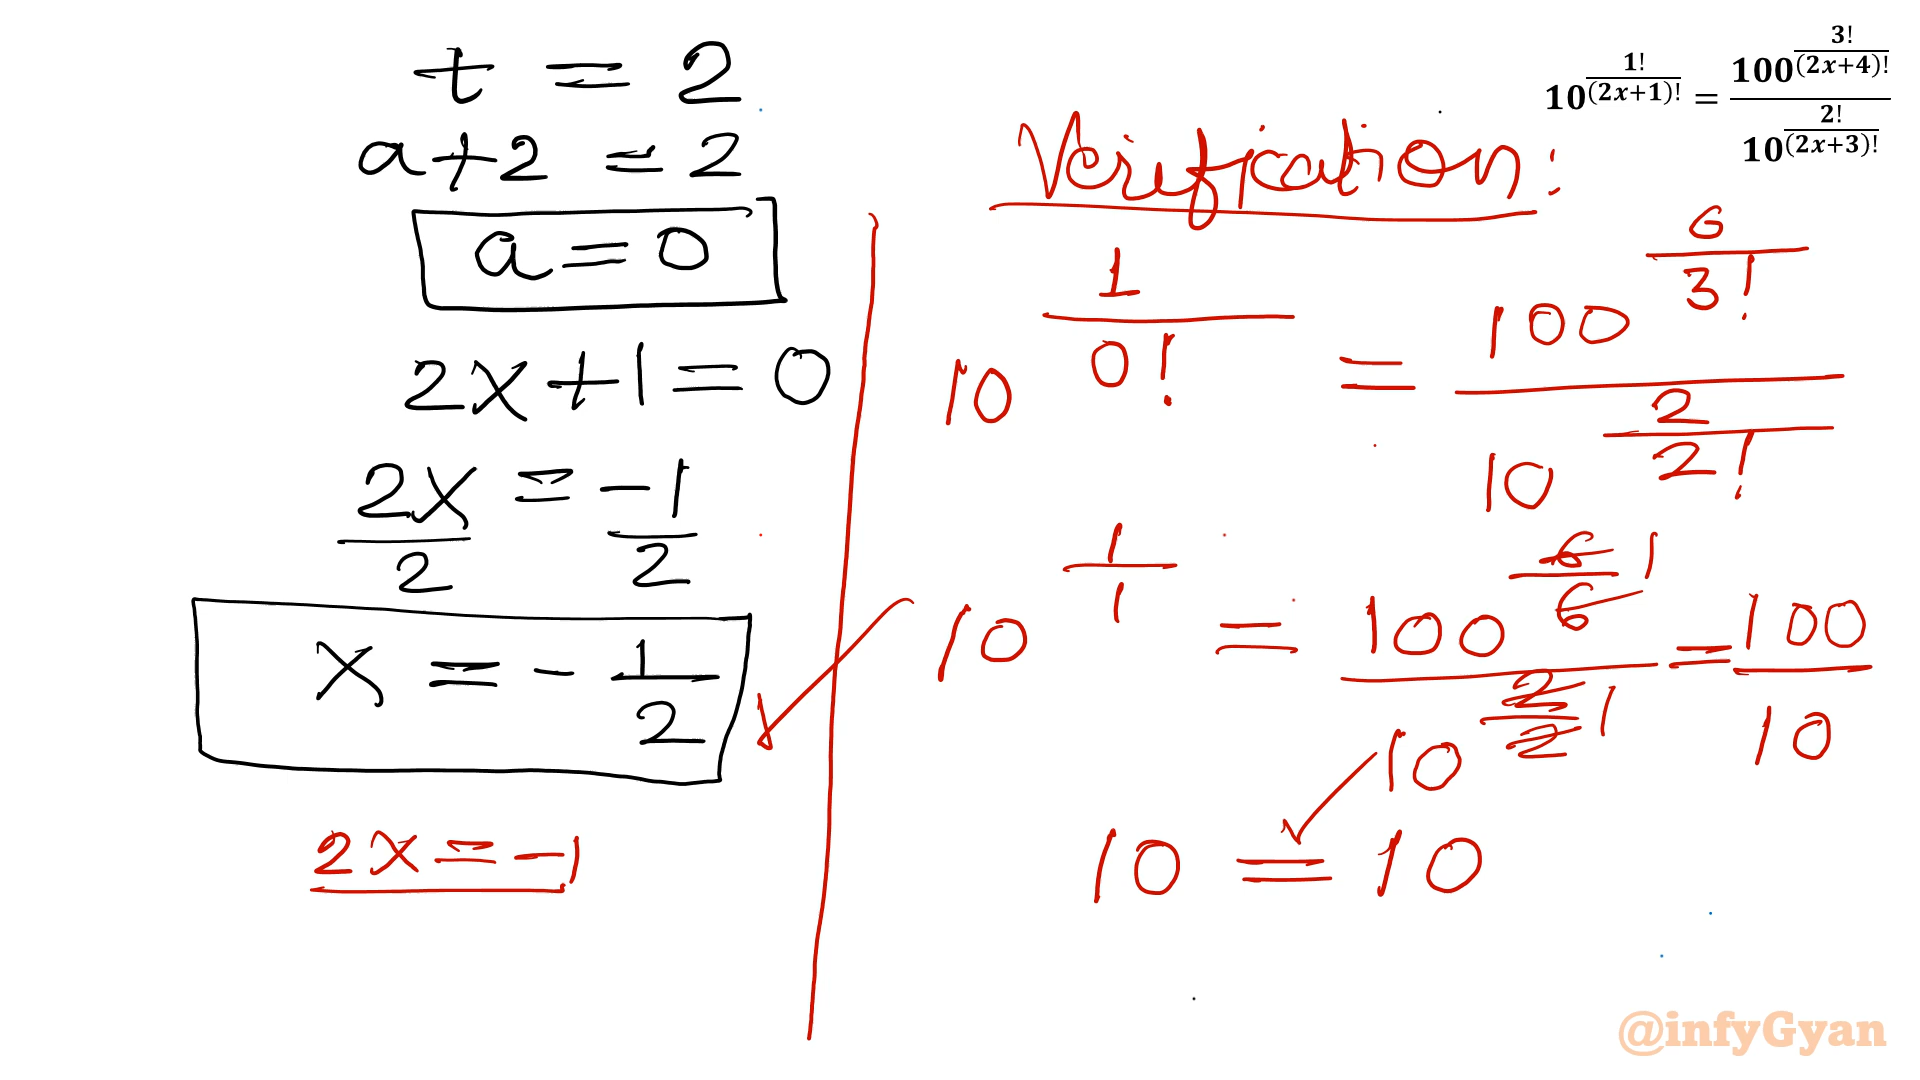 t = 2
a+2 = 2
a = 0
2x+1 = 0
2x/2 = -1/2
x = -1/2
2x = -1
10^(1!/(2x+1)!) = 100^(3!/(2x+4)!) / 10^(2!/(2x+3)!)
Verification:
10^(1/0!) = 100^(6/3!) / 10^(2/2!)
10^(1/1) = 100^(6/6) 1 / 10^(2/2) 1 = 100/10
10 = 10
@infyGyan